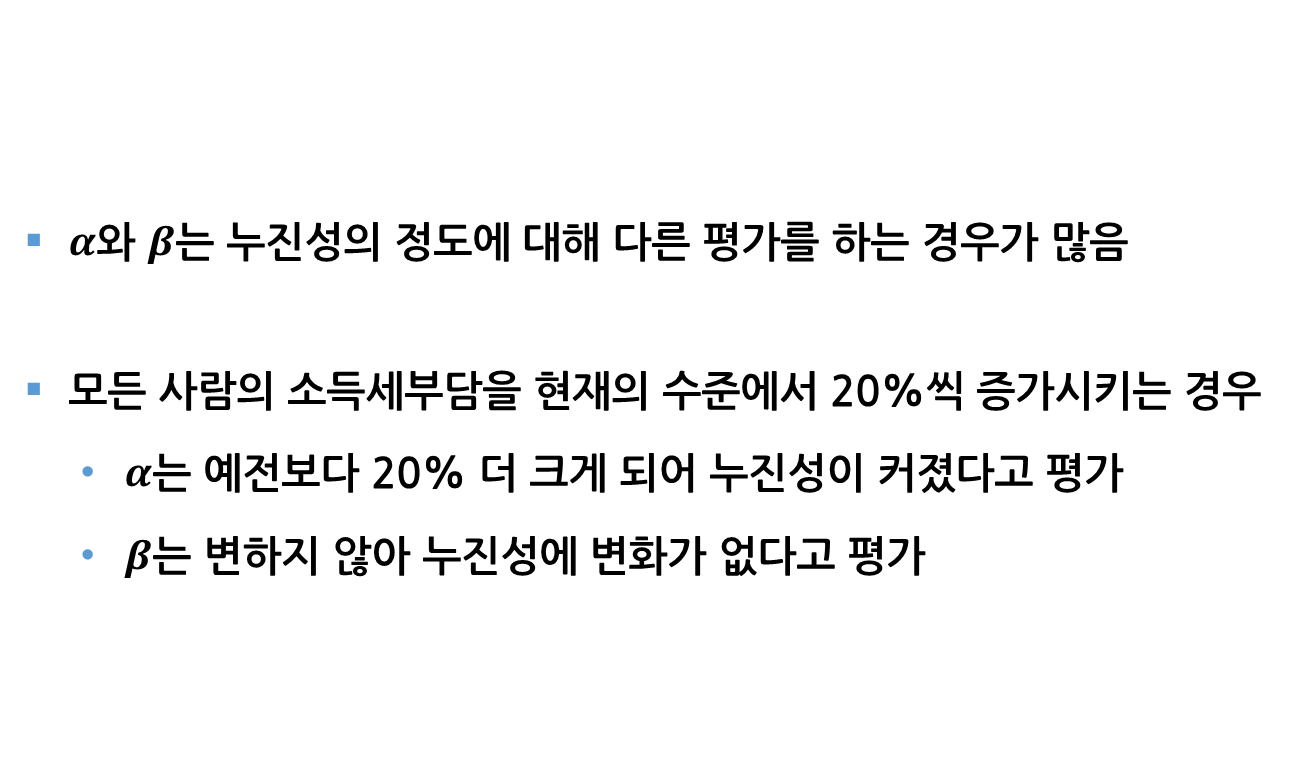 ▪ 𝜶와 𝜷는 누진성의 정도에 대해 다른 평가를 하는 경우가 많음
▪ 모든 사람의 소득세부담을 현재의 수준에서 20%씩 증가시키는 경우
• 𝜶는 예전보다 20% 더 크게 되어 누진성이 커졌다고 평가
• 𝜷는 변하지 않아 누진성에 변화가 없다고 평가